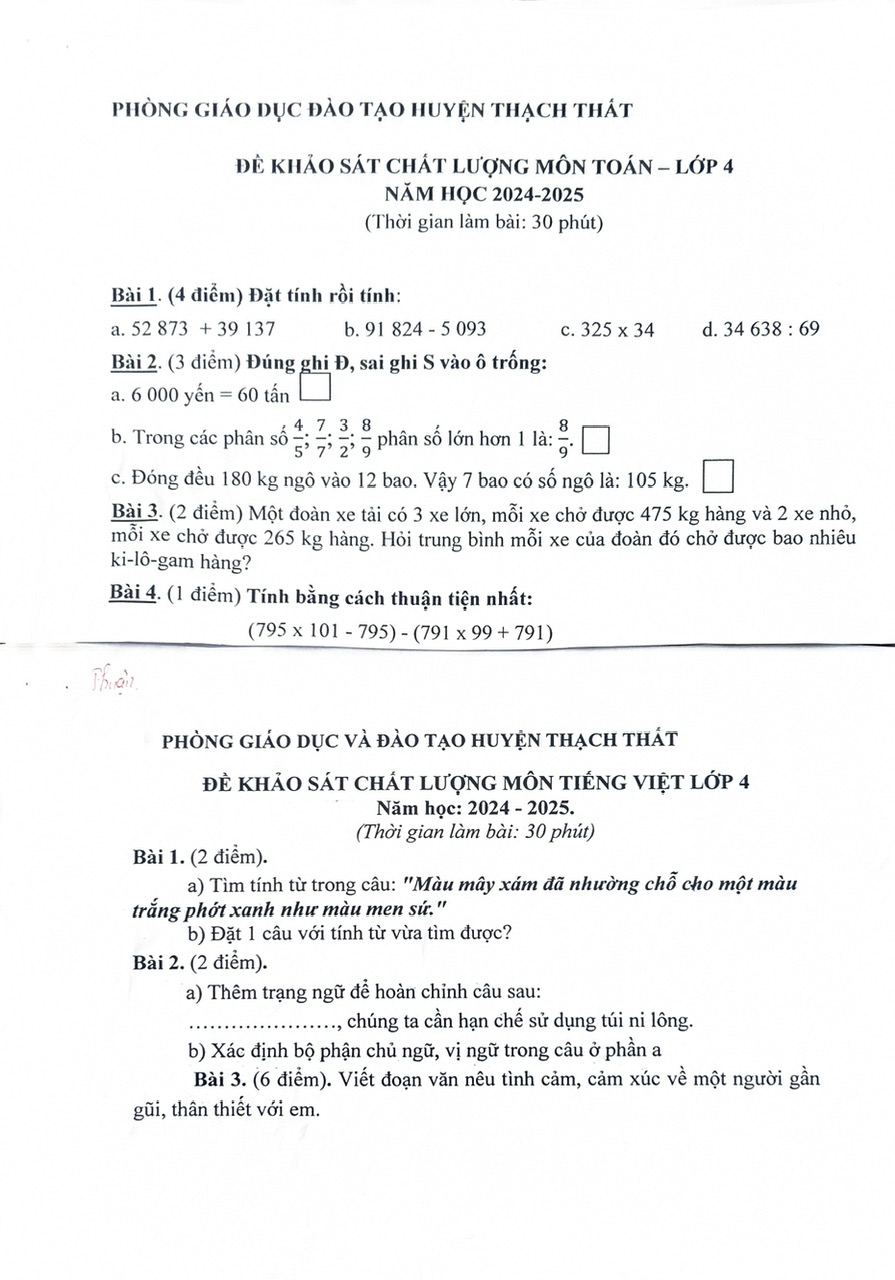 PHÒNG GIÁO DỤC ĐÀO TẠO HUYỆN THẠCH THẤT
ĐỀ KHẢO SÁT CHẤT LƯỢNG MÔN TOÁN – LỚP 4
NĂM HỌC 2024-2025
(Thời gian làm bài: 30 phút)
Bài 1. (4 điểm) Đặt tính rồi tính:
a. 52 873 + 39 137 b. 91 824 - 5 093 c. 325 x 34 d. 34 638 : 69
Bài 2. (3 điểm) Đúng ghi Đ, sai ghi S vào ô trống:
a. 6 000 yến = 60 tấn
b. Trong các phân số 4/5; 7/7; 3/2; 8/9 phân số lớn hơn 1 là: 8/9.
c. Đóng đều 180 kg ngô vào 12 bao. Vậy 7 bao có số ngô là: 105 kg.
Bài 3. (2 điểm) Một đoàn xe tải có 3 xe lớn, mỗi xe chở được 475 kg hàng và 2 xe nhỏ,
mỗi xe chở được 265 kg hàng. Hỏi trung bình mỗi xe của đoàn đó chở được bao nhiêu
ki-lô-gam hàng?
Bài 4. (1 điểm) Tính bằng cách thuận tiện nhất:
(795 x 101 - 795) - (791 x 99 + 791)
PHÒNG GIÁO DỤC VÀ ĐÀO TẠO HUYỆN THẠCH THẤT
ĐỀ KHẢO SÁT CHẤT LƯỢNG MÔN TIẾNG VIỆT LỚP 4
Năm học: 2024 - 2025.
(Thời gian làm bài: 30 phút)
Bài 1. (2 điểm).
a) Tìm tính từ trong câu: "Màu mây xám đã nhường chỗ cho một màu
trắng phớt xanh như màu men sứ."
b) Đặt 1 câu với tính từ vừa tìm được?
Bài 2. (2 điểm).
a) Thêm trạng ngữ để hoàn chỉnh câu sau:
....................., chúng ta cần hạn chế sử dụng túi ni lông.
b) Xác định bộ phận chủ ngữ, vị ngữ trong câu ở phần a
Bài 3. (6 điểm). Viết đoạn văn nêu tình cảm, cảm xúc về một người gần
gũi, thân thiết với em.